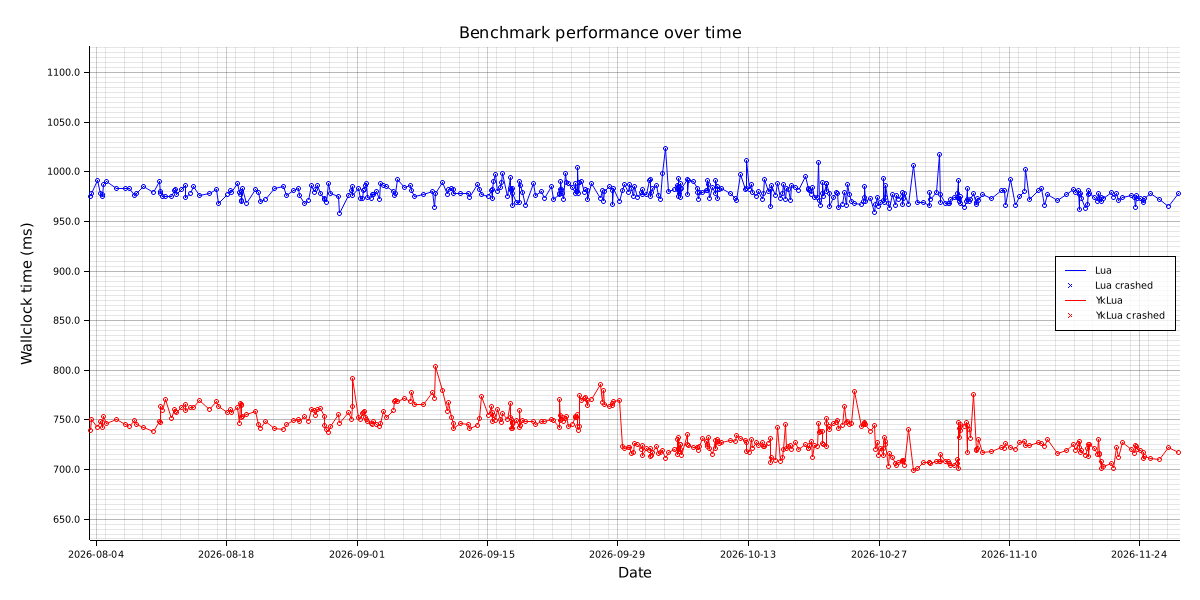 Benchmark performance over time
1100.0
1050.0
1000.0
950.0
900.0
850.0
800.0
750.0
700.0
650.0
Wallclock time (ms)
Lua
Lua crashed
YkLua
YkLua crashed
2026-08-04 2026-08-18 2026-09-01 2026-09-15 2026-09-29 2026-10-13 2026-10-27 2026-11-10 2026-11-24
Date